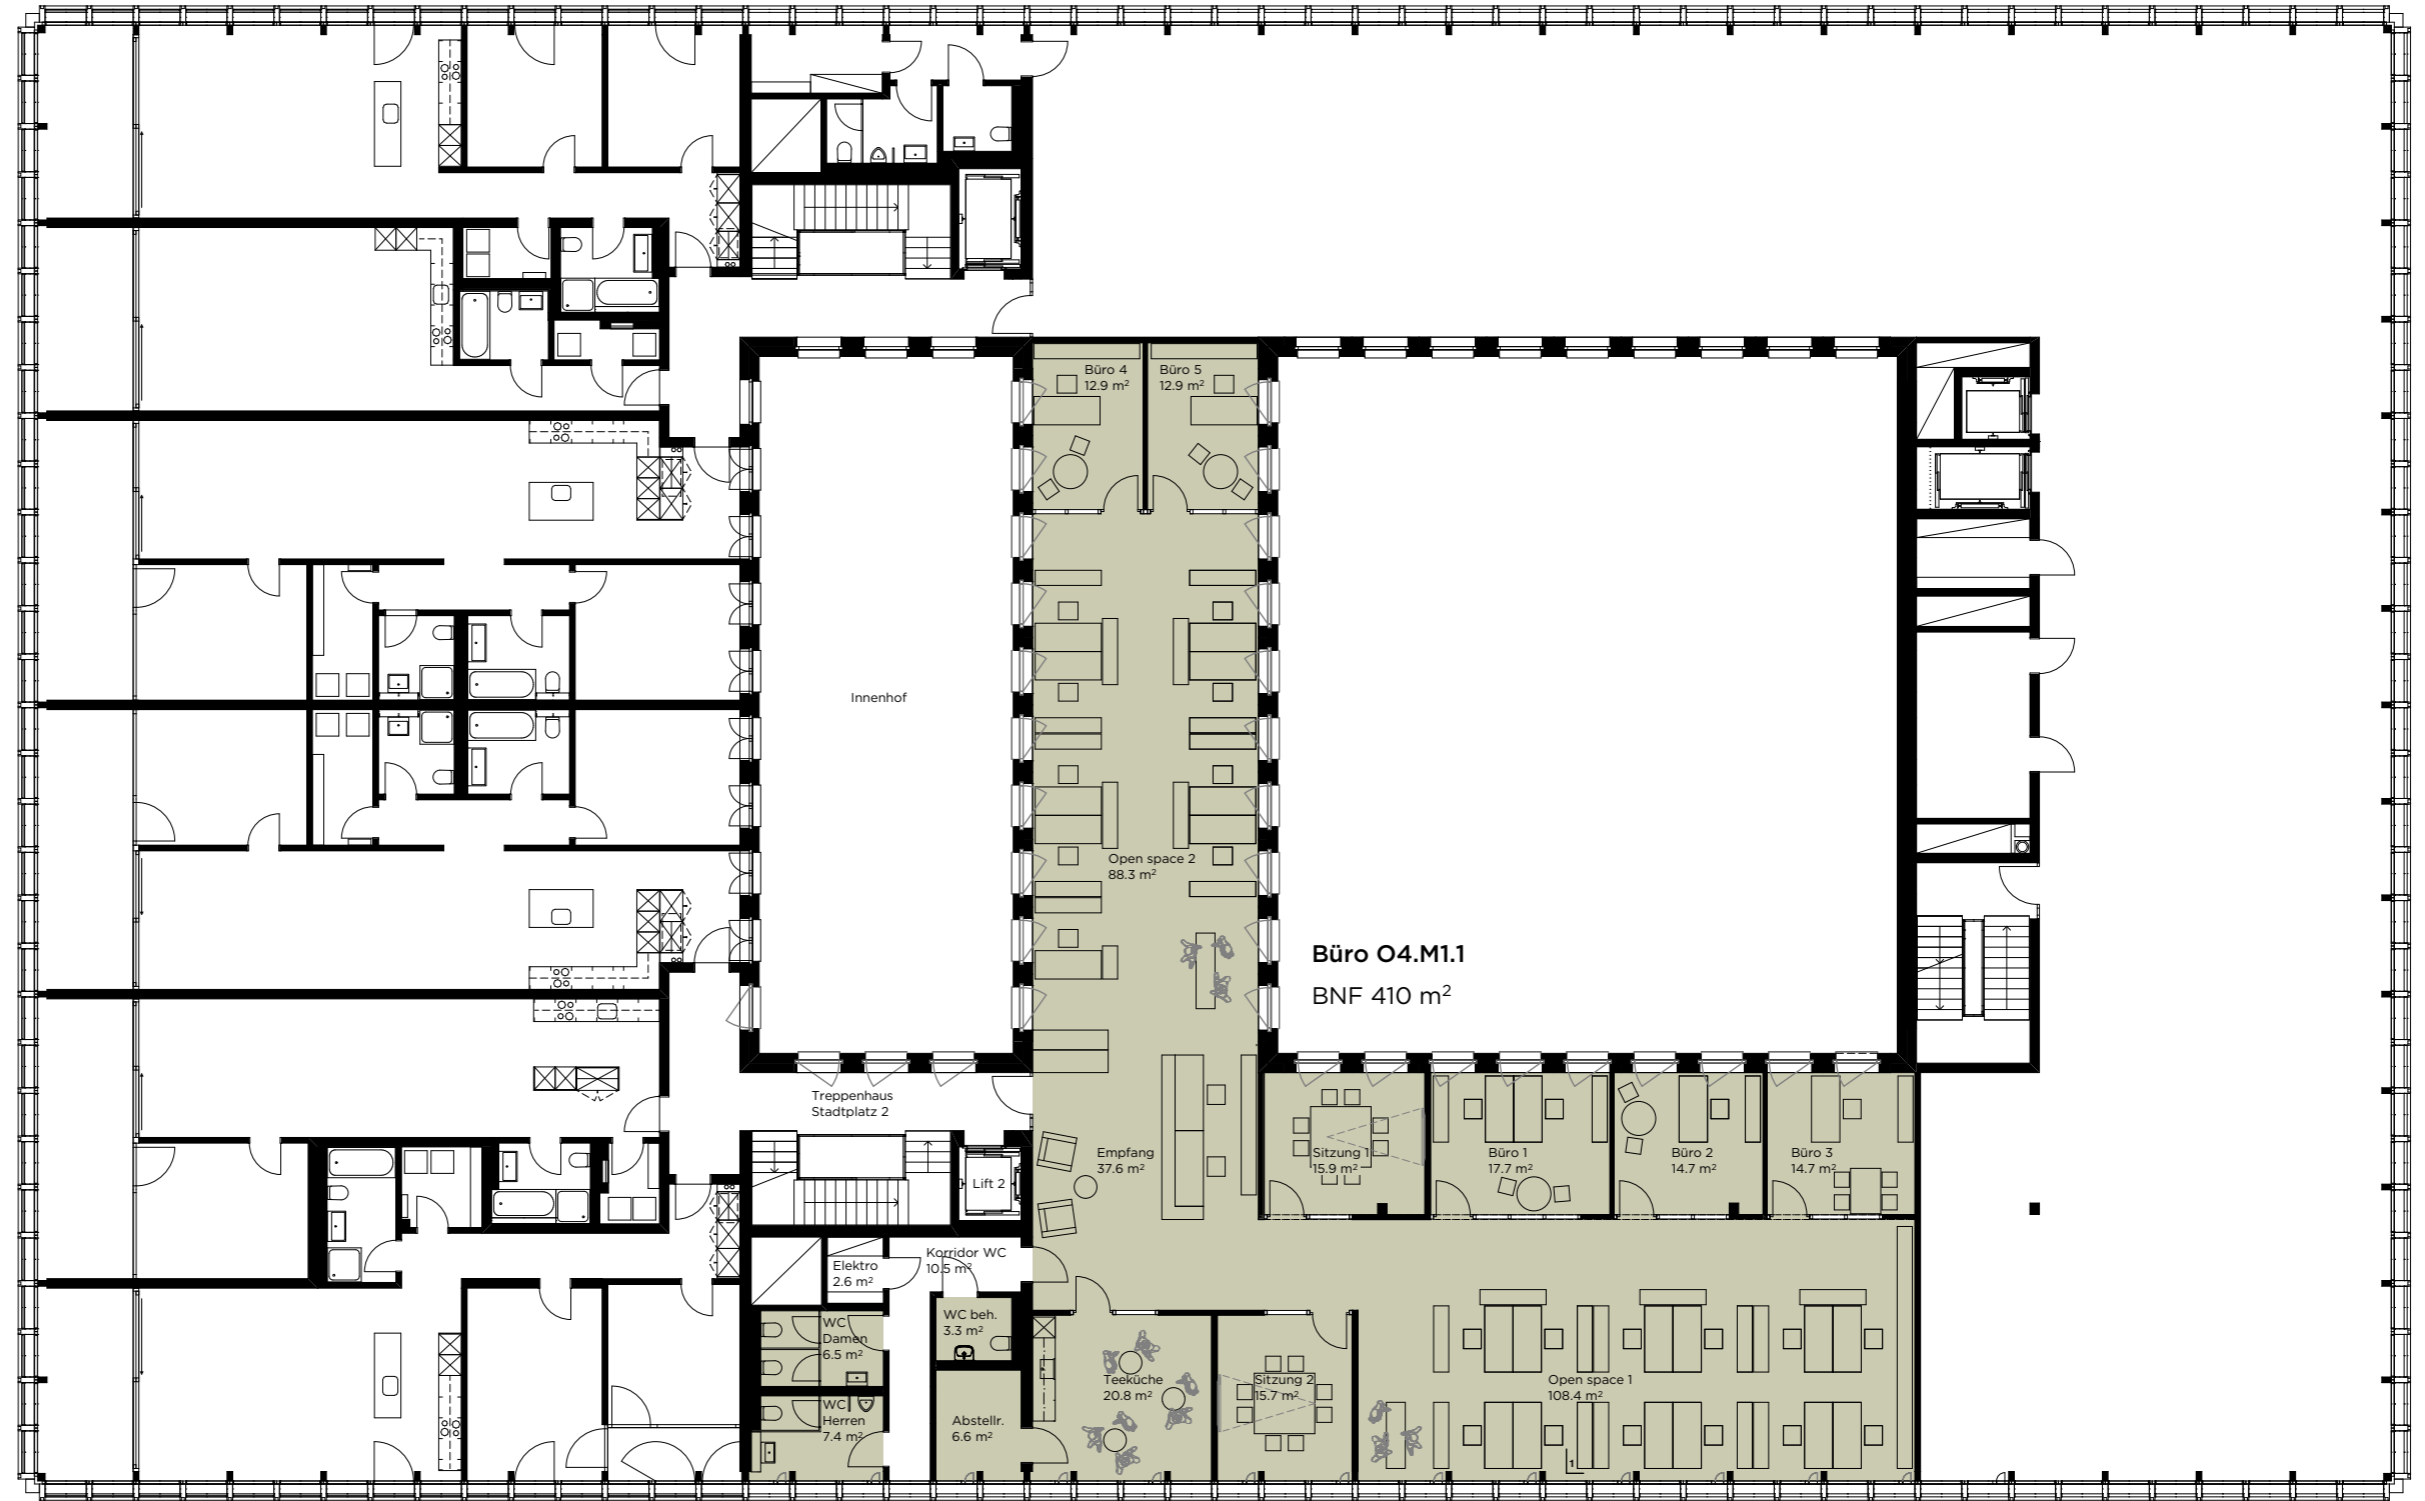 Büro 4
12.9 m²
Büro 5
12.9 m²
Innenhof
Open space 2
88.3 m²
Büro O4.M1.1
BNF 410 m²
Treppenhaus
Stadtplatz 2
Empfang
37.6 m²
Sitzung 1
15.9 m²
Büro 1
17.7 m²
Büro 2
14.7 m²
Büro 3
14.7 m²
Lift 2
Elektro
2.6 m²
Korridor WC
10.5 m²
WC
Damen
6.5 m²
WC beh.
3.3 m²
Teeküche
20.8 m²
Sitzung 2
15.7 m²
Open space 1
108.4 m²
WC
Herren
7.4 m²
Abstellr.
6.6 m²
1